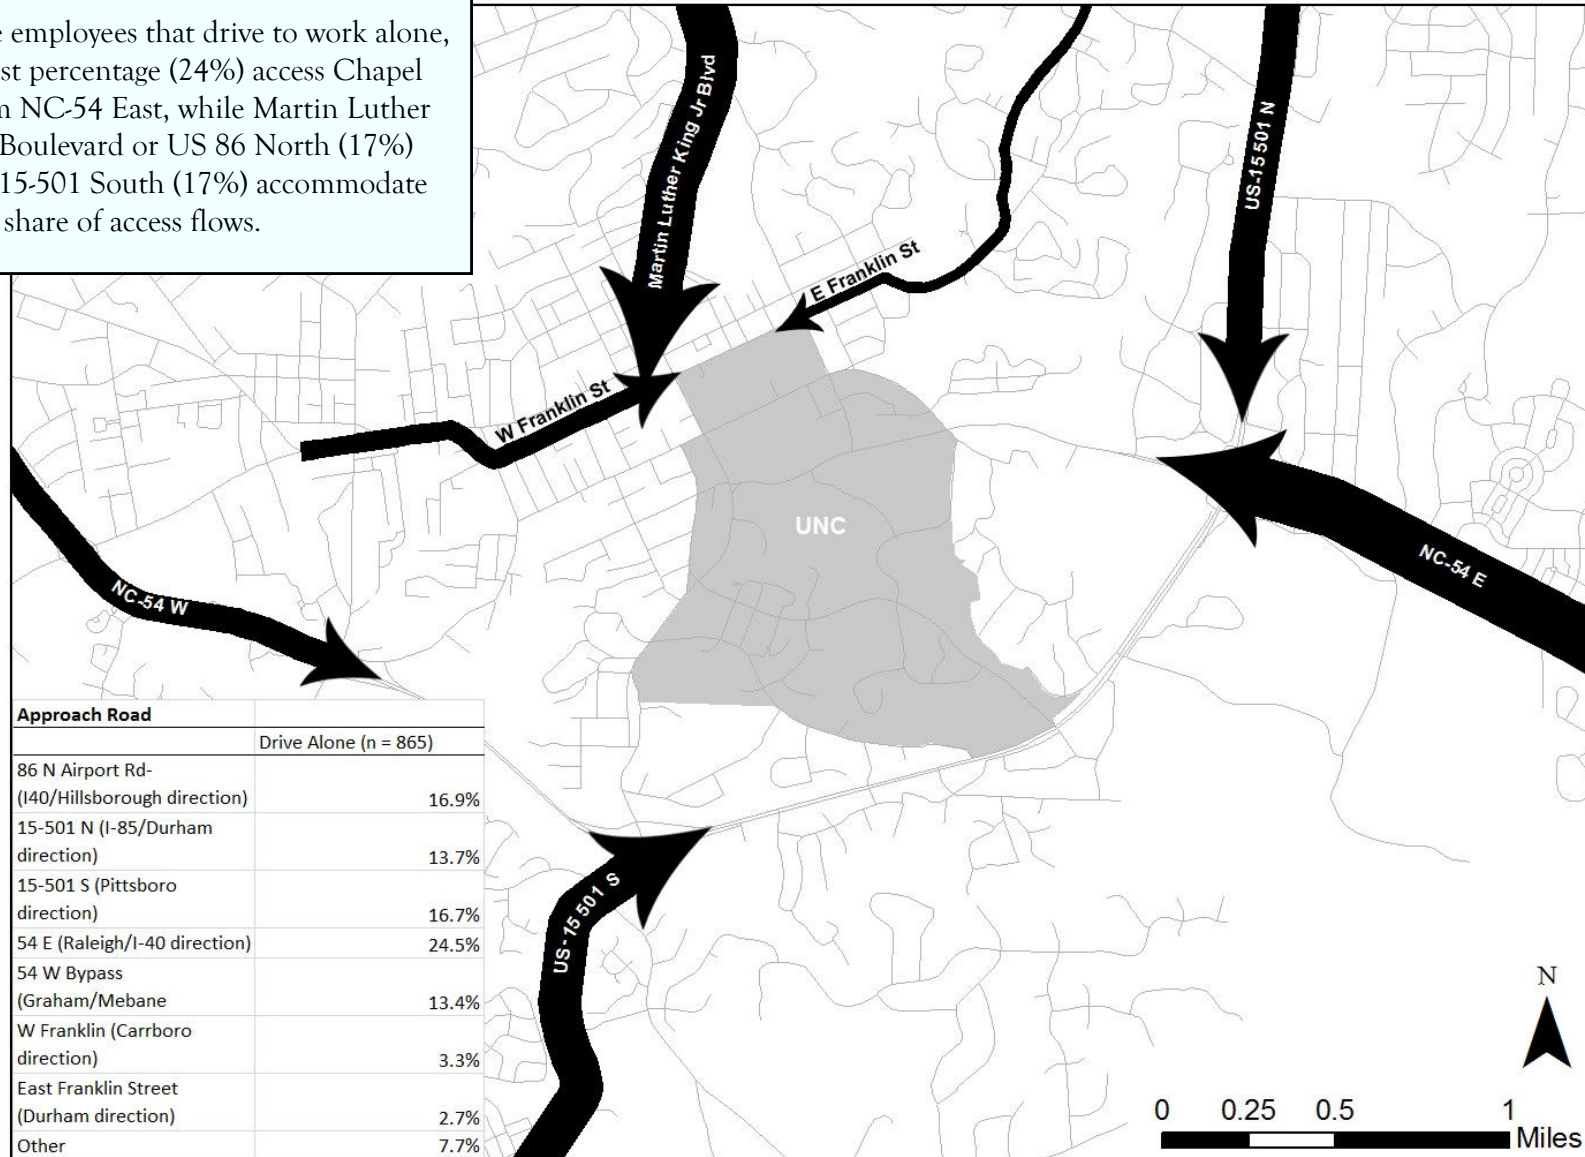 employees that drive to work alone,
percentage (24%) access Chapel
NC-54 East, while Martin Luther
Boulevard or US 86 North (17%)
15-501 South (17%) accommodate
share of access flows.
Martin Luther King Jr Blvd
US-15 501 N
E Franklin St
W Franklin St
UNC
NC-54 E
NC-54 W
US-15 501 S
Approach Road
Drive Alone (n = 865)
86 N Airport Rd-
(I40/Hillsborough direction) 16.9%
15-501 N (I-85/Durham
direction) 13.7%
15-501 S (Pittsboro
direction) 16.7%
54 E (Raleigh/I-40 direction) 24.5%
54 W Bypass
(Graham/Mebane 13.4%
W Franklin (Carrboro
direction) 3.3%
East Franklin Street
(Durham direction) 2.7%
Other 7.7%
N
0 0.25 0.5 1
Miles